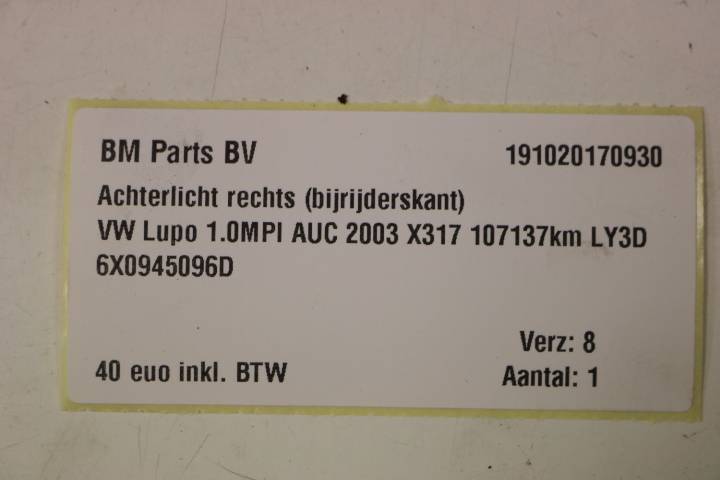 BM Parts BV 191020170930
Achterlicht rechts (bijrijderskant)
VW Lupo 1.0MPI AUC 2003 X317 107137km LY3D
6X0945096D
Verz: 8
40 euo inkl. BTW Aantal: 1